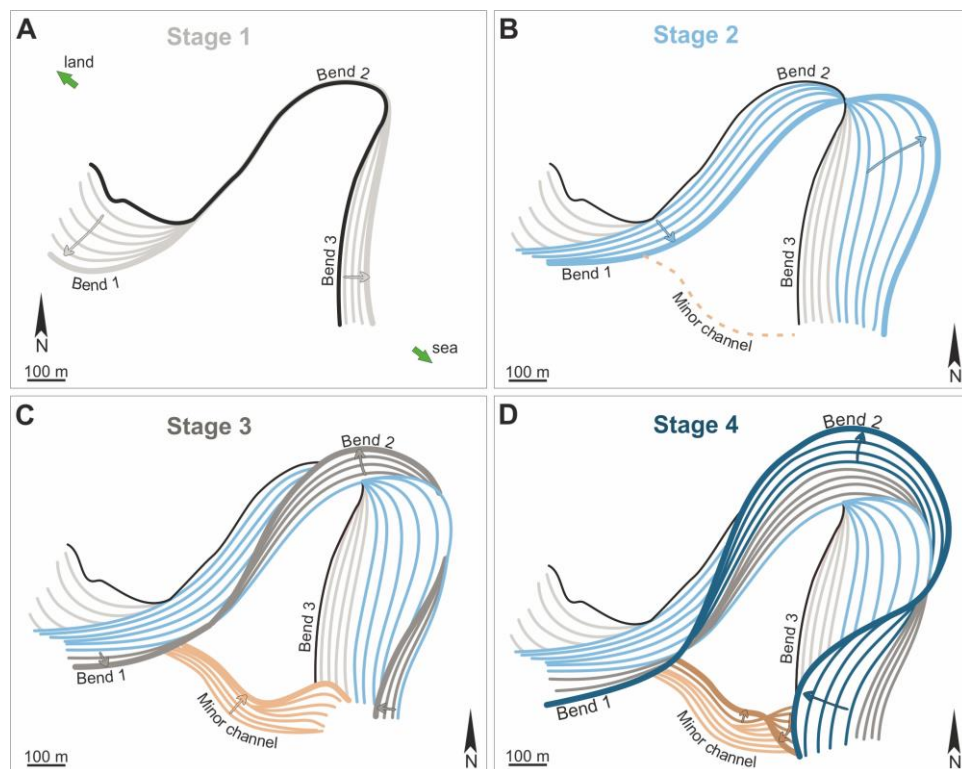 A
Stage 1
land
Bend 2
Bend 3
Bend 1
N
sea
100 m
B
Stage 2
Bend 2
Bend 3
Bend 1
Minor channel
N
100 m
C
Stage 3
Bend 2
Bend 3
Bend 1
Minor channel
N
100 m
D
Stage 4
Bend 2
Bend 3
Bend 1
Minor channel
N
100 m